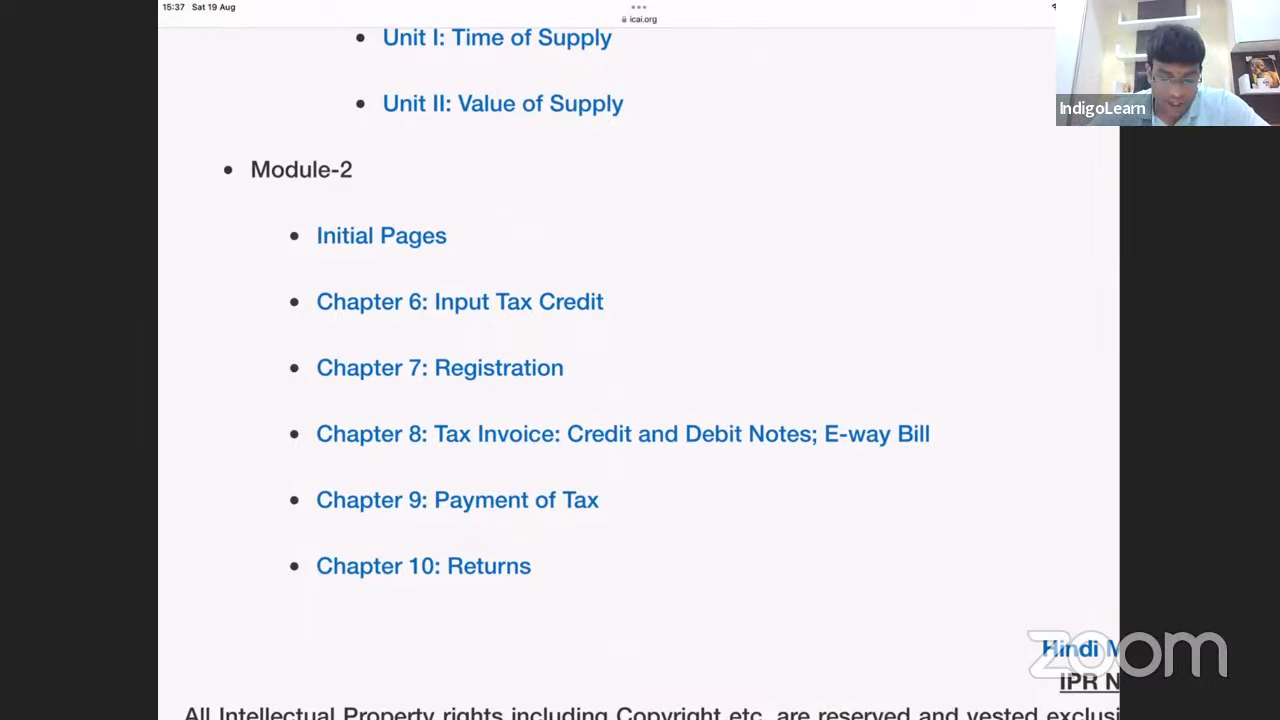 15:37 Sat 19 Aug
icai.org
Unit I: Time of Supply
Unit II: Value of Supply
IndigoLearn
Module-2
Initial Pages
Chapter 6: Input Tax Credit
Chapter 7: Registration
Chapter 8: Tax Invoice: Credit and Debit Notes; E-way Bill
Chapter 9: Payment of Tax
Chapter 10: Returns
Hindi M
zoom
IPR N
All Intellectual Property rights including Copyright etc. are reserved and vested exclusi